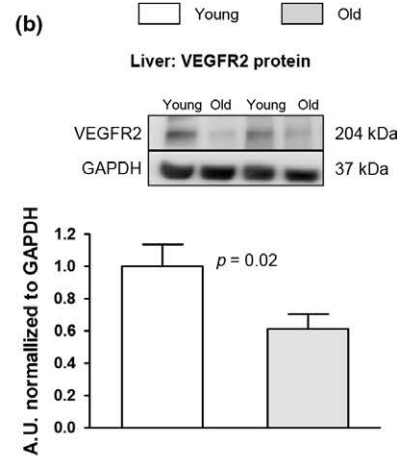 (b)
Young Old
Liver: VEGFR2 protein
Young Old Young Old
VEGFR2 204 kDa
GAPDH 37 kDa
A.U. normallized to GAPDH
1.2
1.0
0.8
0.6
0.4
0.2
0.0
p = 0.02